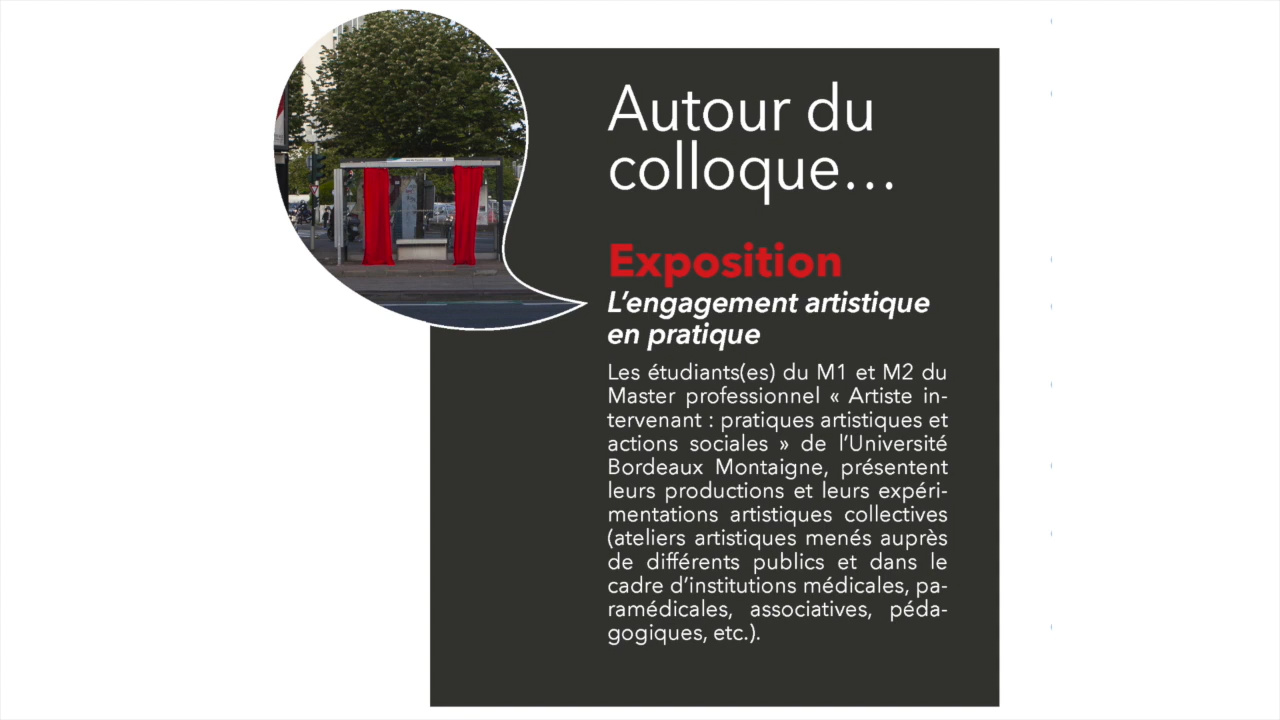 Autour du
colloque…
Exposition
L'engagement artistique
en pratique
Les étudiants(es) du M1 et M2 du
Master professionnel « Artiste in-
tervenant : pratiques artistiques et
actions sociales » de l'Université
Bordeaux Montaigne, présentent
leurs productions et leurs expéri-
mentations artistiques collectives
(ateliers artistiques menés auprès
de différents publics et dans le
cadre d'institutions médicales, pa-
ramédicales, associatives, péda-
gogiques, etc.).